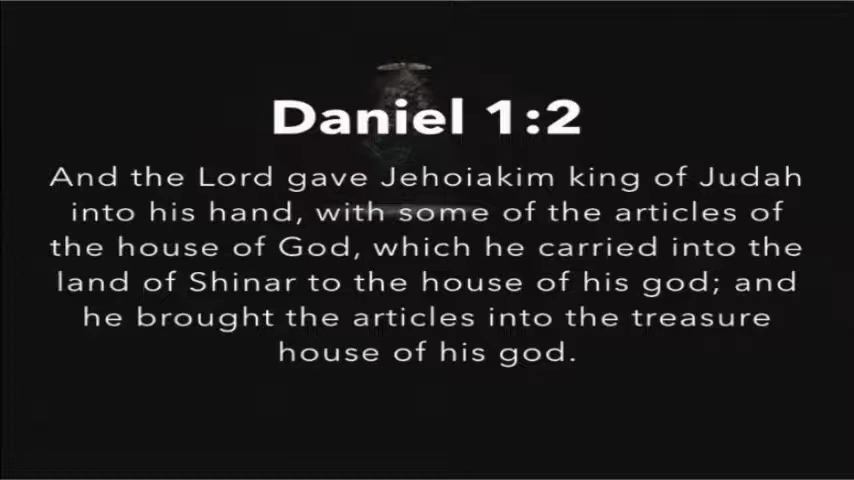 Daniel 1:2
And the Lord gave Jehoiakim king of Judah
into his hand, with some of the articles of
the house of God, which he carried into the
land of Shinar to the house of his god; and
he brought the articles into the treasure
house of his god.